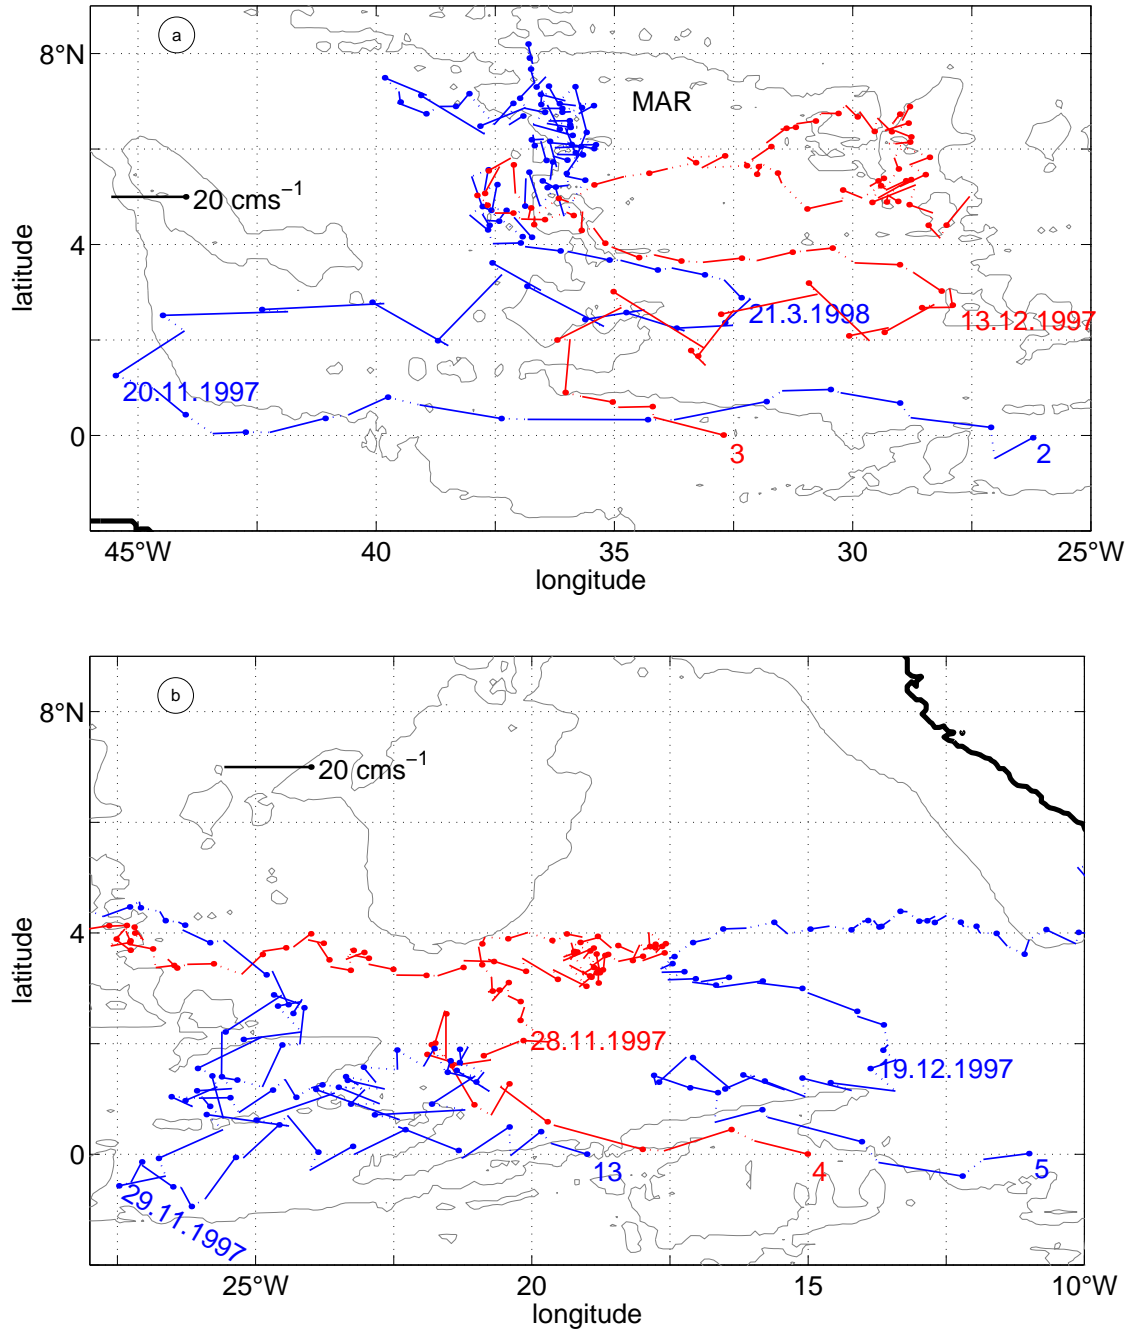 a
8°N
MAR
20 cms⁻¹
4
latitude
21.3.1998
13.12.1997
20.11.1997
0
3
2
45°W
40
35
30
25°W
longitude
b
8°N
20 cms⁻¹
4
latitude
28.11.1997
19.12.1997
0
13
4
5
29.11.1997
25°W
20
15
10°W
longitude